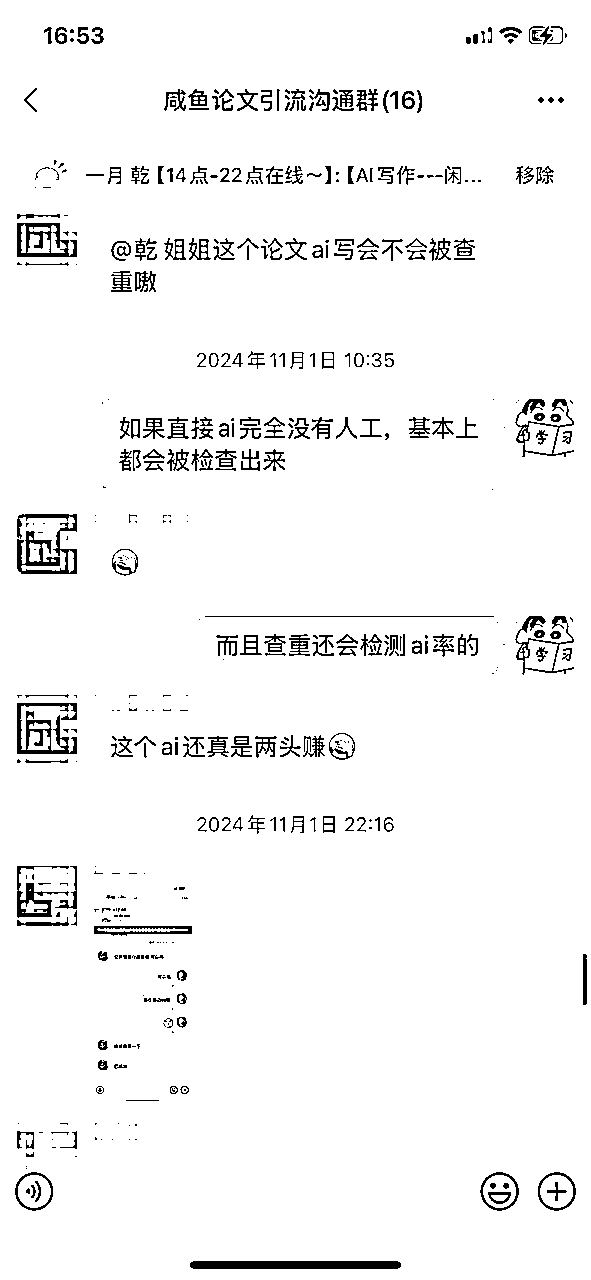 16:53
咸鱼论文引流沟通群(16)
一月 乾【14点-22点在线～】:【AI写作---闲... 移除
@乾 姐姐这个论文ai写会不会被查
重嗷
2024年11月1日 10:35
如果直接ai完全没有人工，基本上
都会被检查出来
学 习
而且查重还会检测ai率的
学 习
这个ai还真是两头赚
2024年11月1日 22:16